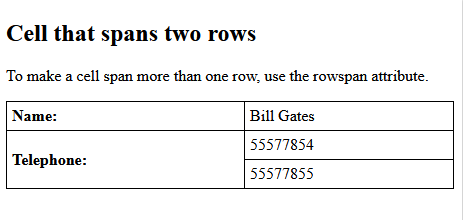 Cell that spans two rows
To make a cell span more than one row, use the rowspan attribute.
Name: Bill Gates
Telephone: 55577854
55577855